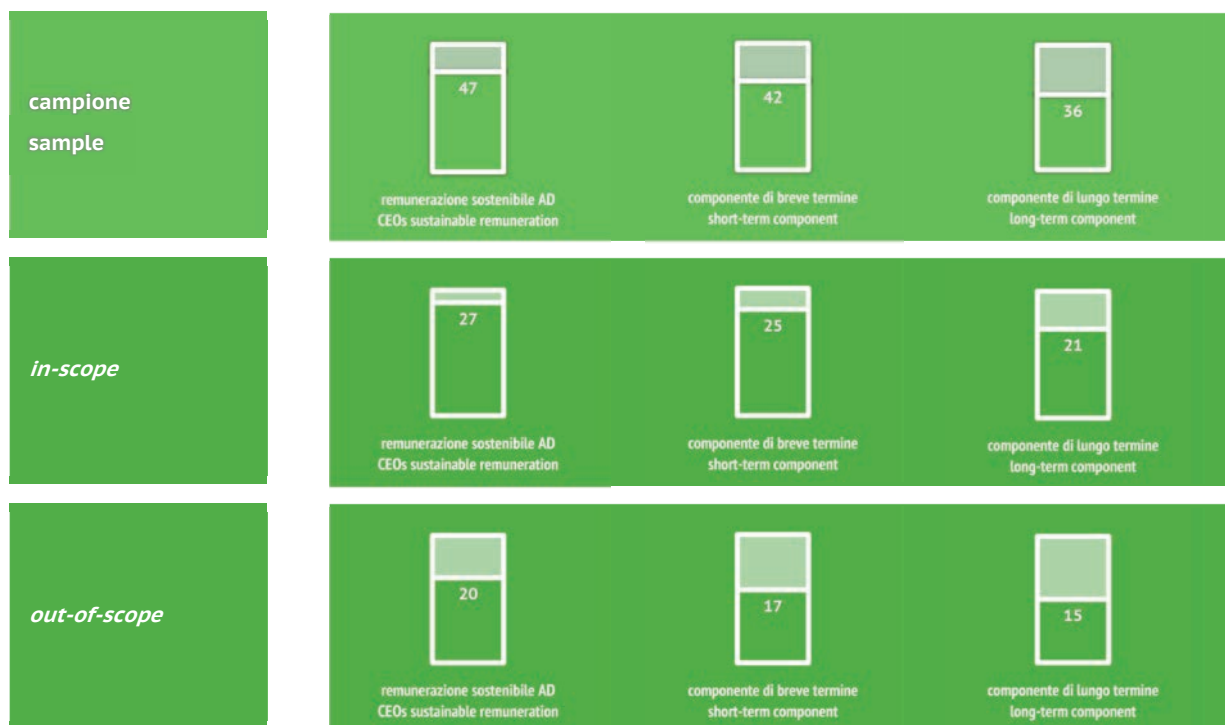 campione
sample
47
remunerazione sostenibile AD
CEOs sustainable remuneration
42
componente di breve termine
short-term component
36
componente di lungo termine
long-term component
in-scope
27
remunerazione sostenibile AD
CEOs sustainable remuneration
25
componente di breve termine
short-term component
21
componente di lungo termine
long-term component
out-of-scope
20
remunerazione sostenibile AD
CEOs sustainable remuneration
17
componente di breve termine
short-term component
15
componente di lungo termine
long-term component